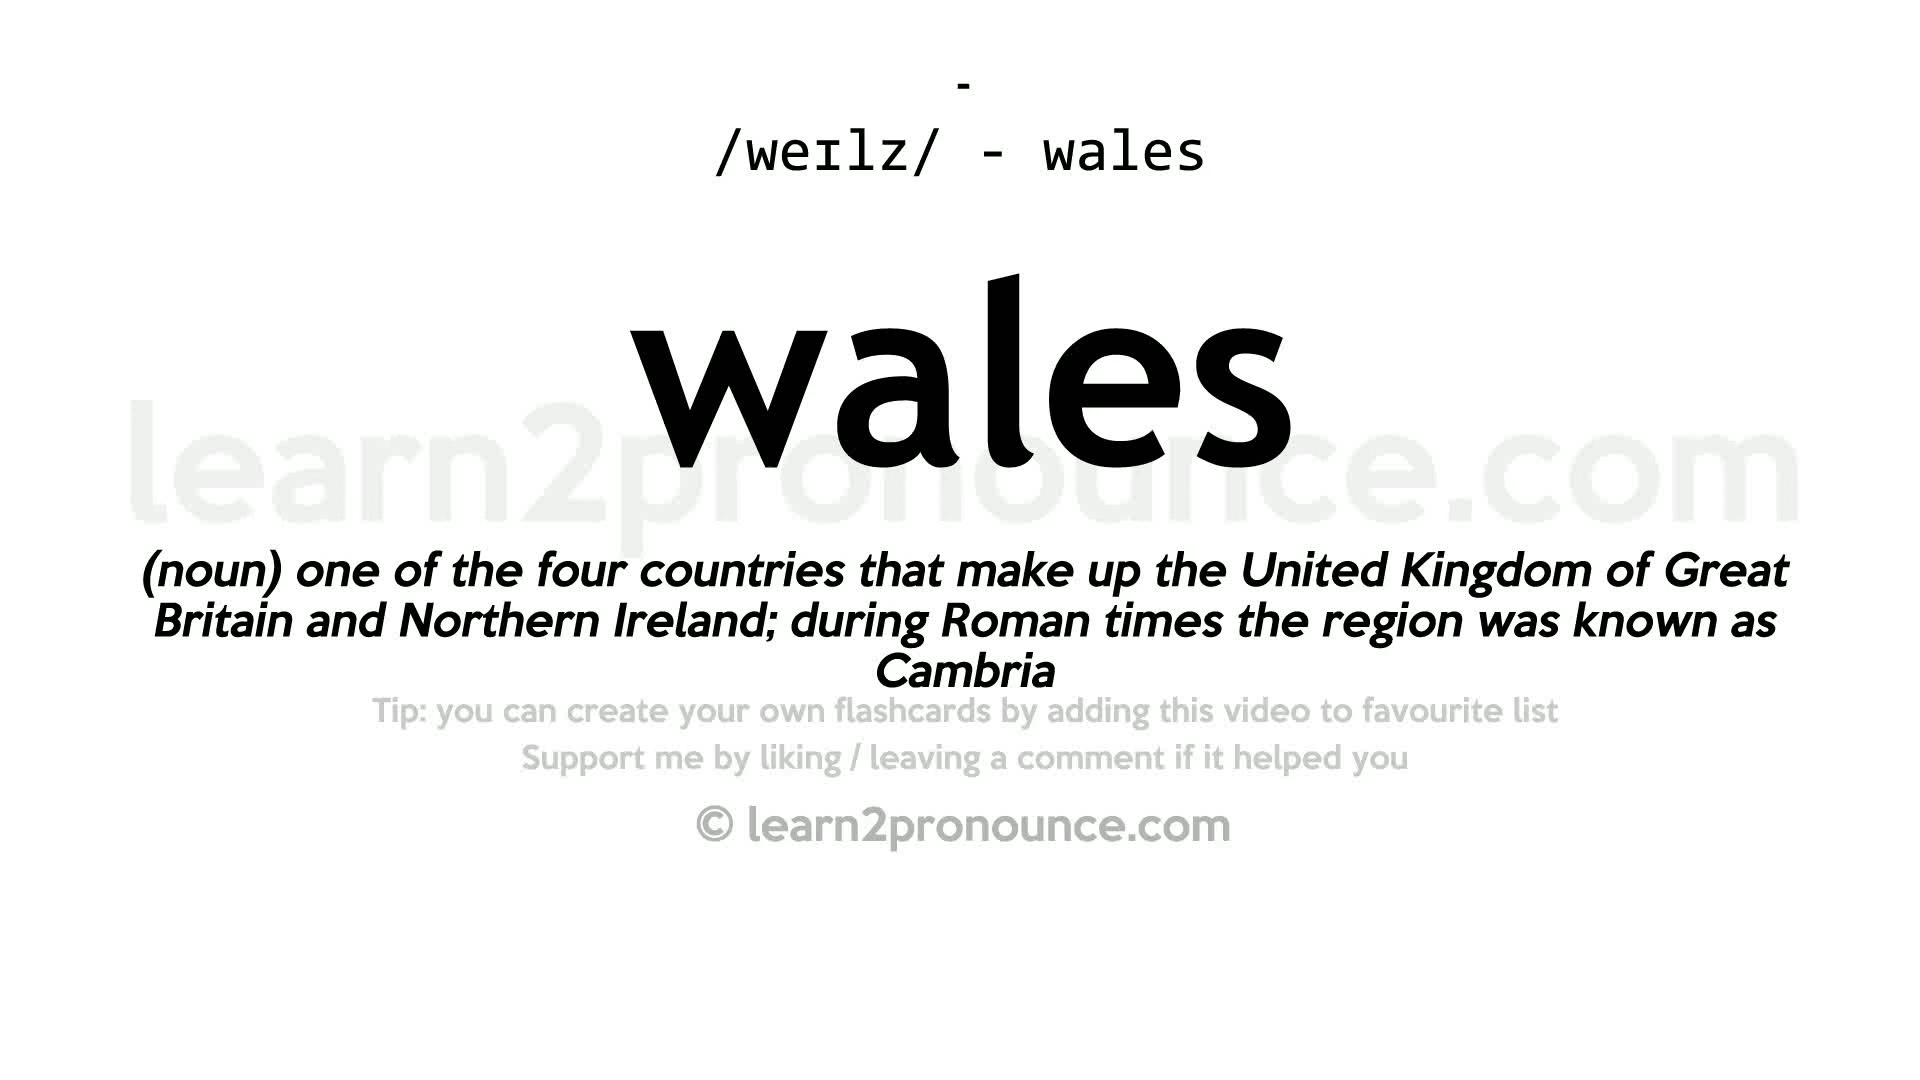 -
/weɪlz/ - wales
wales
learn2pronounce.com
(noun) one of the four countries that make up the United Kingdom of Great
Britain and Northern Ireland; during Roman times the region was known as
Cambria
Tip: you can create your own flashcards by adding this video to favourite list
Support me by liking / leaving a comment if it helped you
© learn2pronounce.com